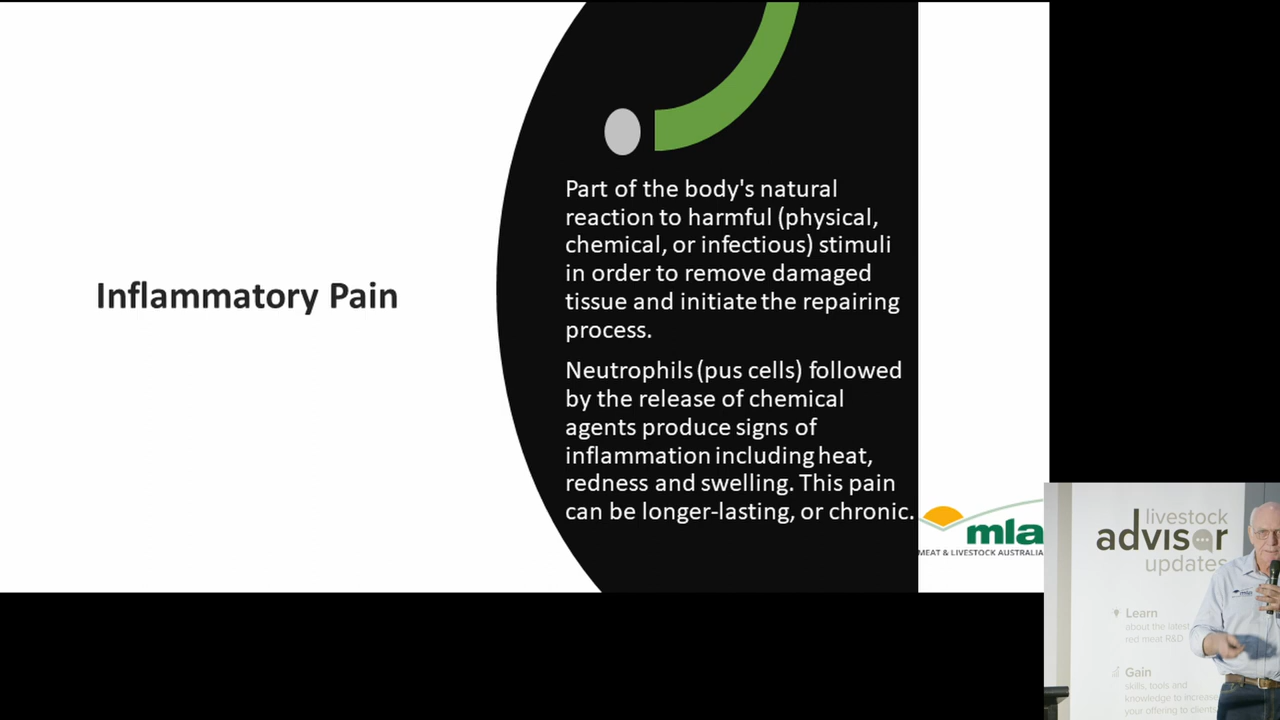 Inflammatory Pain
Part of the body's natural
reaction to harmful (physical,
chemical, or infectious) stimuli
in order to remove damaged
tissue and initiate the repairing
process.
Neutrophils (pus cells) followed
by the release of chemical
agents produce signs of
inflammation including heat,
redness and swelling. This pain
can be longer-lasting, or chronic.
mla
MEAT & LIVESTOCK AUSTRALIA
livestock
advisor
updates
Learn
about the latest
red meat R&D
Gain
skills, tools and
knowledge to increase
your offering to clients
mla